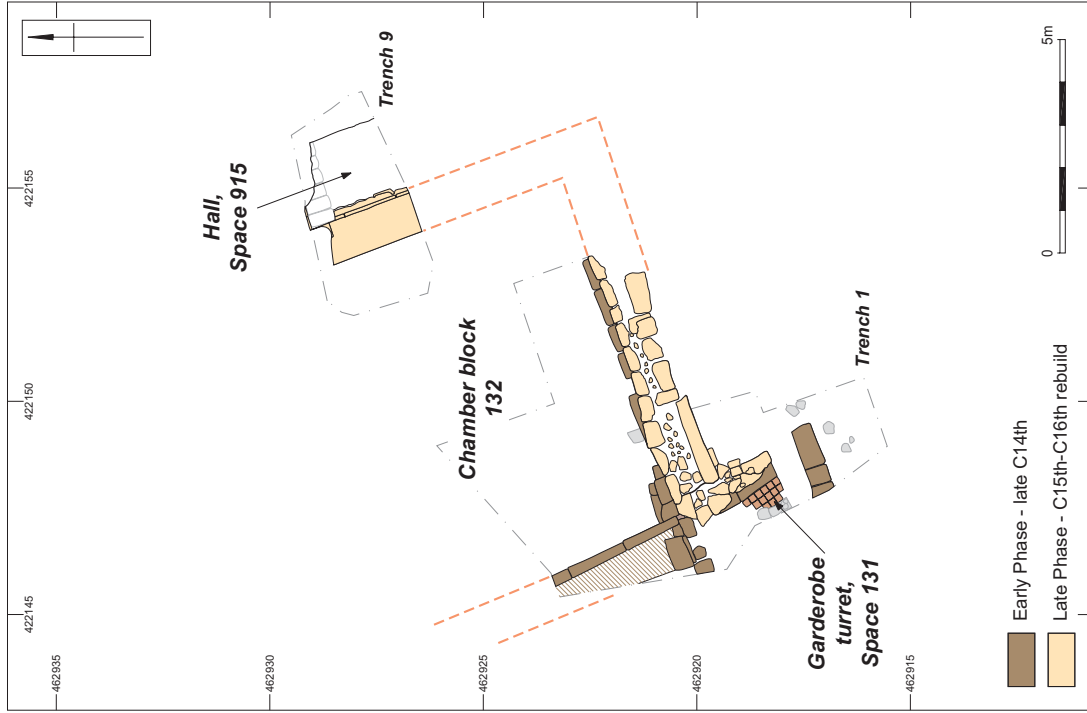 422155
422150
422145
462935
462930
462925
462920
462915
Hall,
Space 915
Trench 9
Chamber block
132
Trench 1
Garderobe
turret,
Space 131
0
5m
Early Phase - late C14th
Late Phase - C15th-C16th rebuild